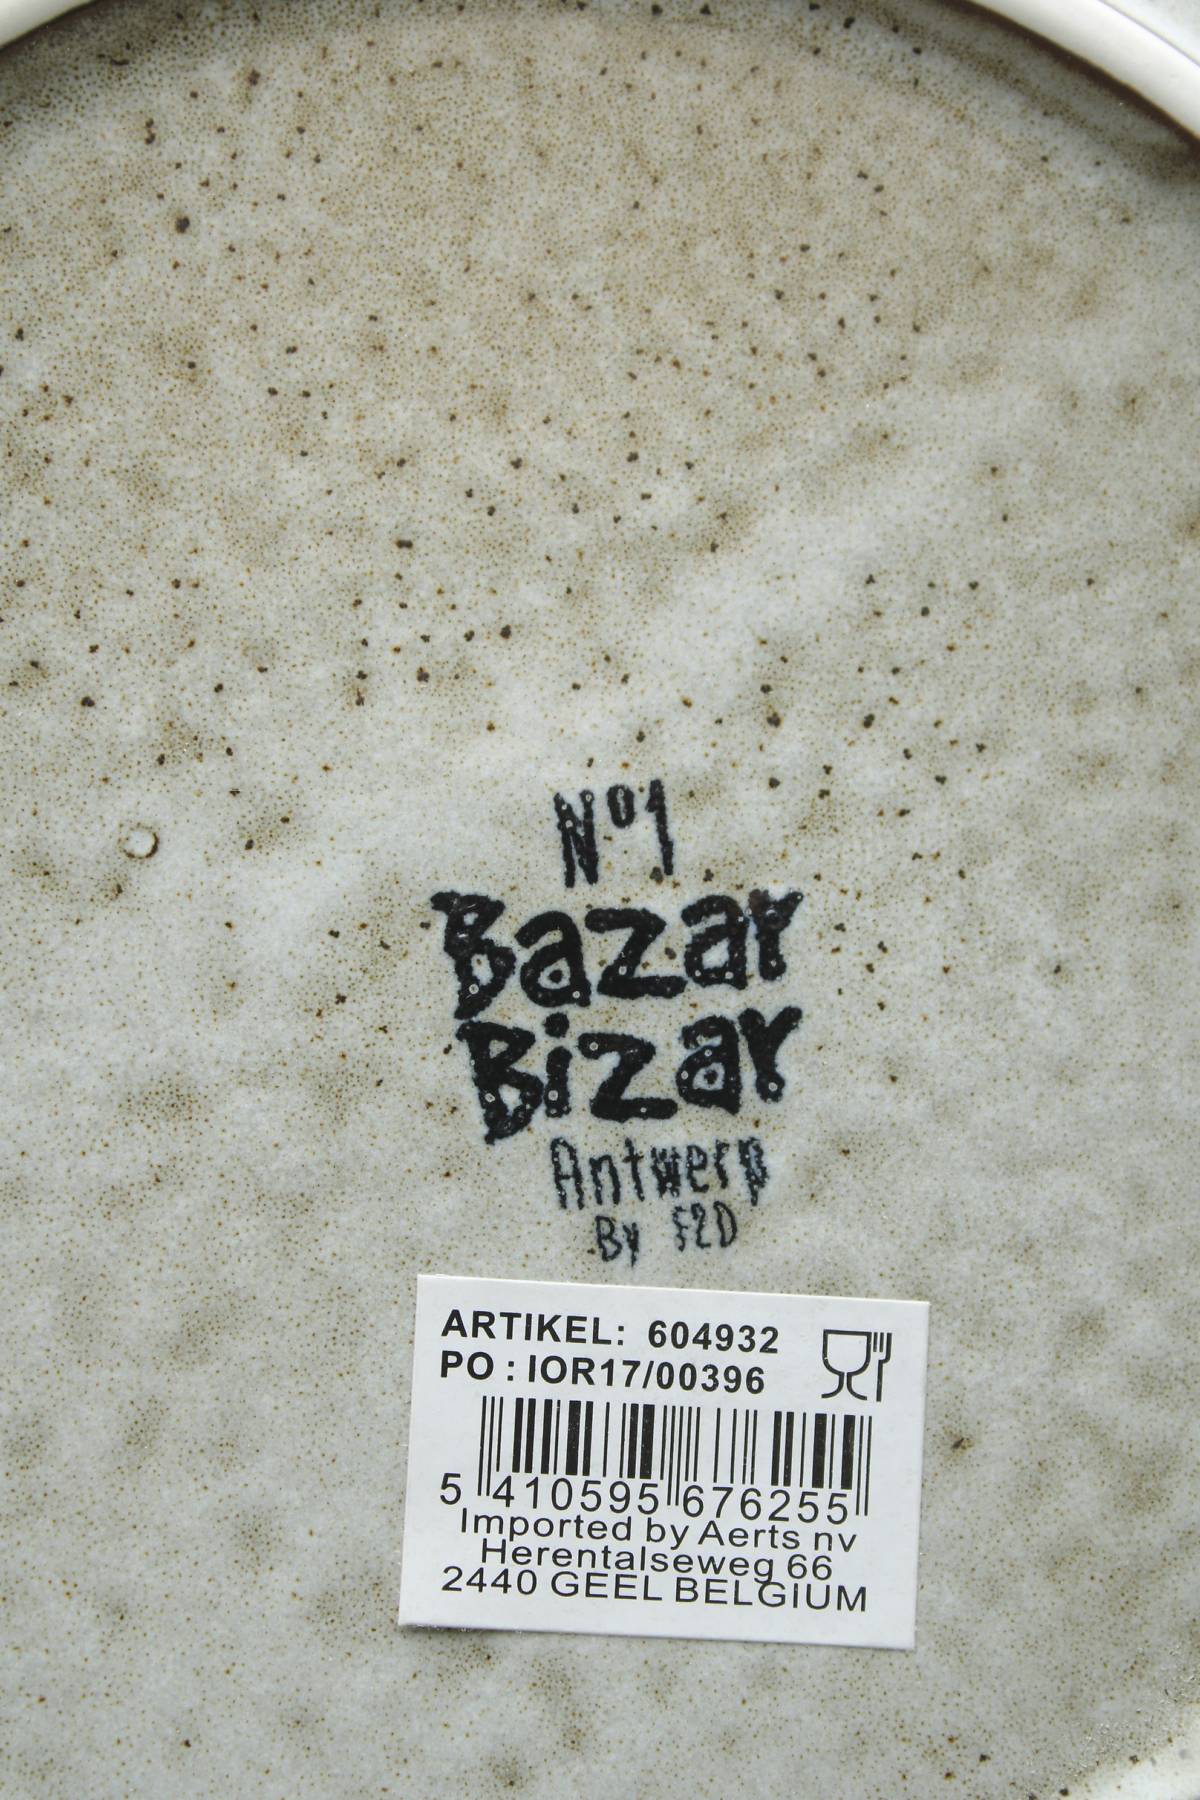 Nº1
Bazar
Bizar
Antwerp
By F2D
ARTIKEL: 604932
PO : IOR17/00396
5 410595 676255
Imported by Aerts nv
Herentalseweg 66
2440 GEEL BELGiUM